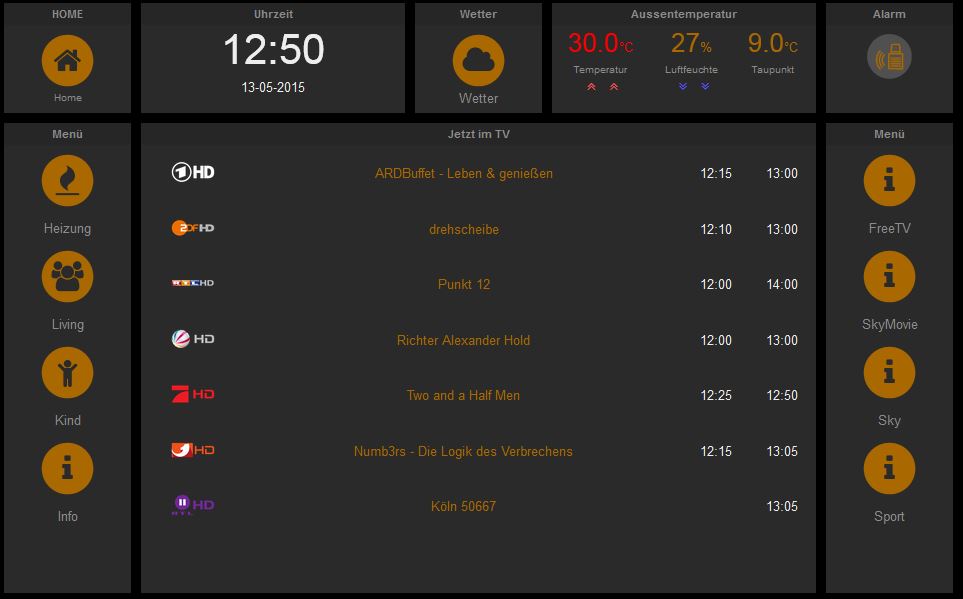 HOME
Home
Uhrzeit
12:50
13-05-2015
Wetter
Wetter
Aussentemperatur
30.0°C 27% 9.0°C
Temperatur Luftfeuchte Taupunkt
Alarm
Menü
Heizung
Living
Kind
Info
Jetzt im TV
1 HD ARDBuffet - Leben & genießen 12:15 13:00
ZDF HD drehscheibe 12:10 13:00
RTL HD Punkt 12 12:00 14:00
HD Richter Alexander Hold 12:00 13:00
HD Two and a Half Men 12:25 12:50
HD Numb3rs - Die Logik des Verbrechens 12:15 13:05
II HD Köln 50667 13:05
RTL
Menü
FreeTV
SkyMovie
Sky
Sport